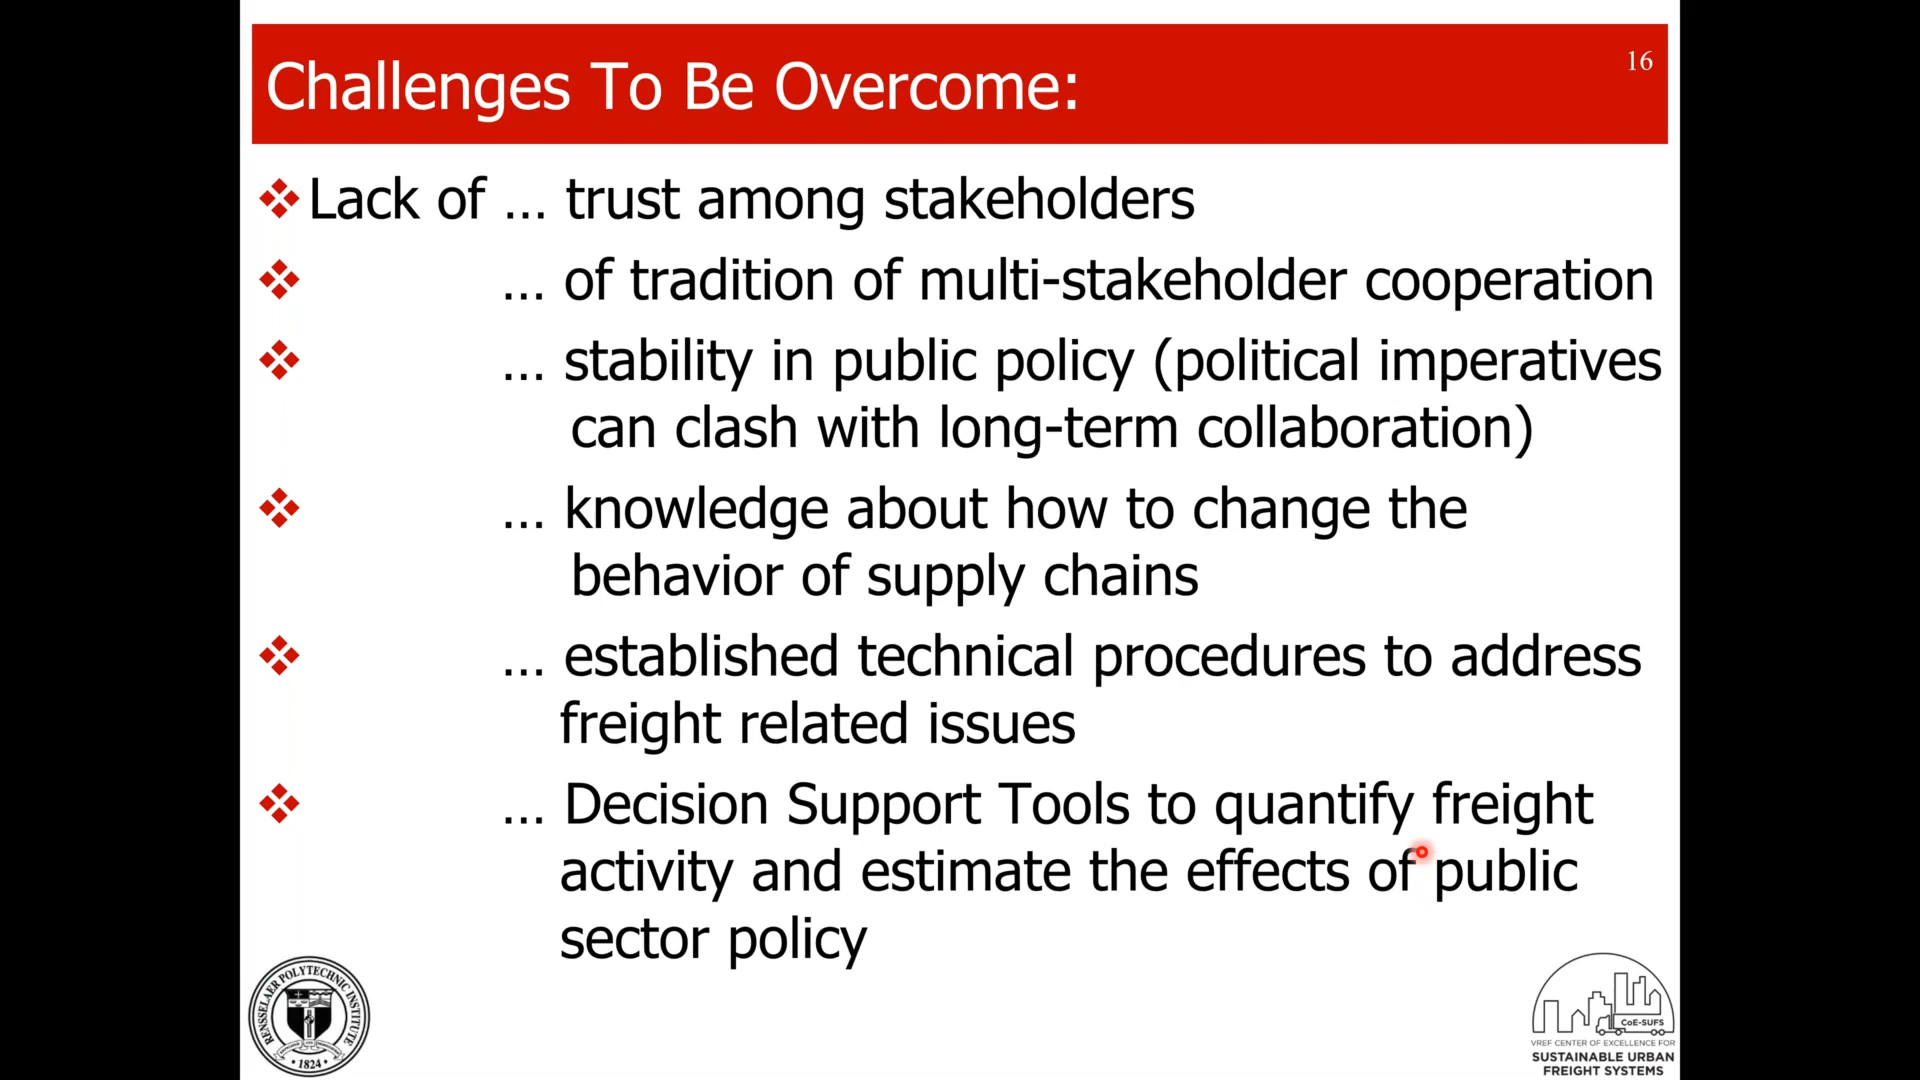 Challenges To Be Overcome:
16
Lack of ... trust among stakeholders
... of tradition of multi-stakeholder cooperation
... stability in public policy (political imperatives
can clash with long-term collaboration)
... knowledge about how to change the
behavior of supply chains
... established technical procedures to address
freight related issues
... Decision Support Tools to quantify freight
activity and estimate the effects of public
sector policy
RENSSELAER POLYTECHNIC INSTITUTE
1824
CoE-SUFS
VREF CENTER OF EXCELLENCE FOR
SUSTAINABLE URBAN
FREIGHT SYSTEMS